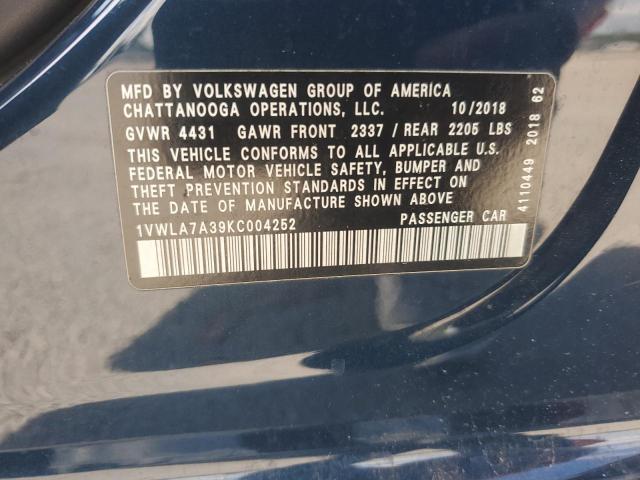 MFD BY VOLKSWAGEN GROUP OF AMERICA
CHATTANOOGA OPERATIONS, LLC. 10/2018
GVWR 4431 GAWR FRONT 2337 / REAR 2205 LBS
THIS VEHICLE CONFORMS TO ALL APPLICABLE U.S.
FEDERAL MOTOR VEHICLE SAFETY, BUMPER AND
THEFT PREVENTION STANDARDS IN EFFECT ON
THE DATE OF MANUFACTURE SHOWN ABOVE
1VWLA7A39KC004252 PASSENGER CAR
4110449 2018 62